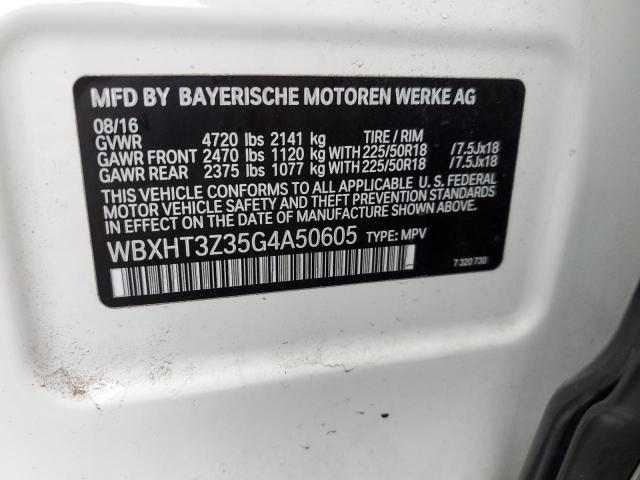 MFD BY BAYERISCHE MOTOREN WERKE AG
08/16
GVWR 4720 lbs 2141 kg TIRE / RIM
GAWR FRONT 2470 lbs 1120 kg WITH 225/50R18 /7.5Jx18
GAWR REAR 2375 lbs 1077 kg WITH 225/50R18 /7.5Jx18
THIS VEHICLE CONFORMS TO ALL APPLICABLE U. S. FEDERAL
MOTOR VEHICLE SAFETY AND THEFT PREVENTION STANDARDS
IN EFFECT ON THE DATE OF MANUFACTURE SHOWN ABOVE.
WBXHT3Z35G4A50605 TYPE: MPV
7 320 730